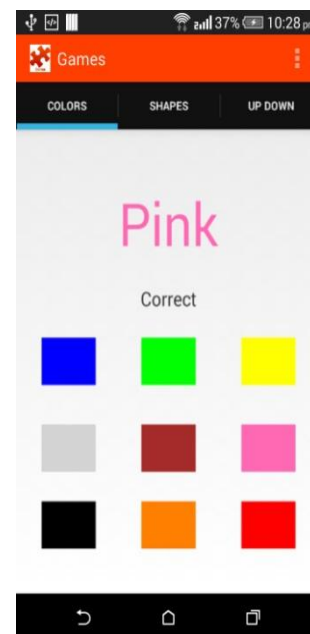 37% 10:28 p
Games
COLORS SHAPES UP DOWN
Pink
Correct